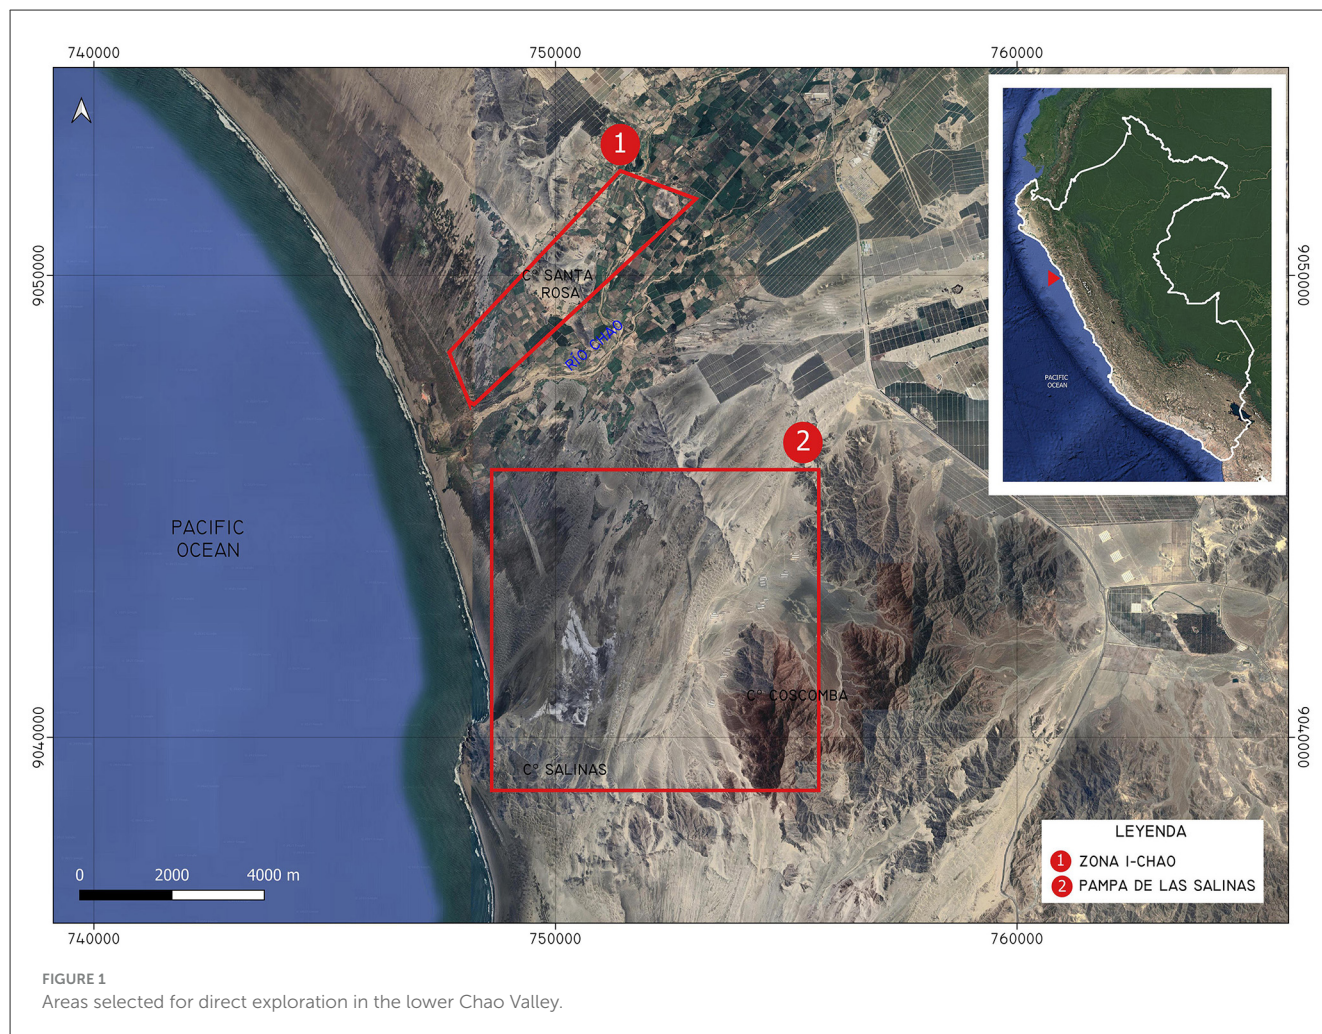 740000
750000
760000
1
C° SANTA
ROSA
RÍO CHAO
9050000
9050000
PACIFIC
OCEAN
2
PACIFIC
OCEAN
C° COSCOMBA
9040000
9040000
C° SALINAS
LEYENDA
1 ZONA I-CHAO
2 PAMPA DE LAS SALINAS
0 2000 4000 m
740000
750000
760000
FIGURE 1
Areas selected for direct exploration in the lower Chao Valley.